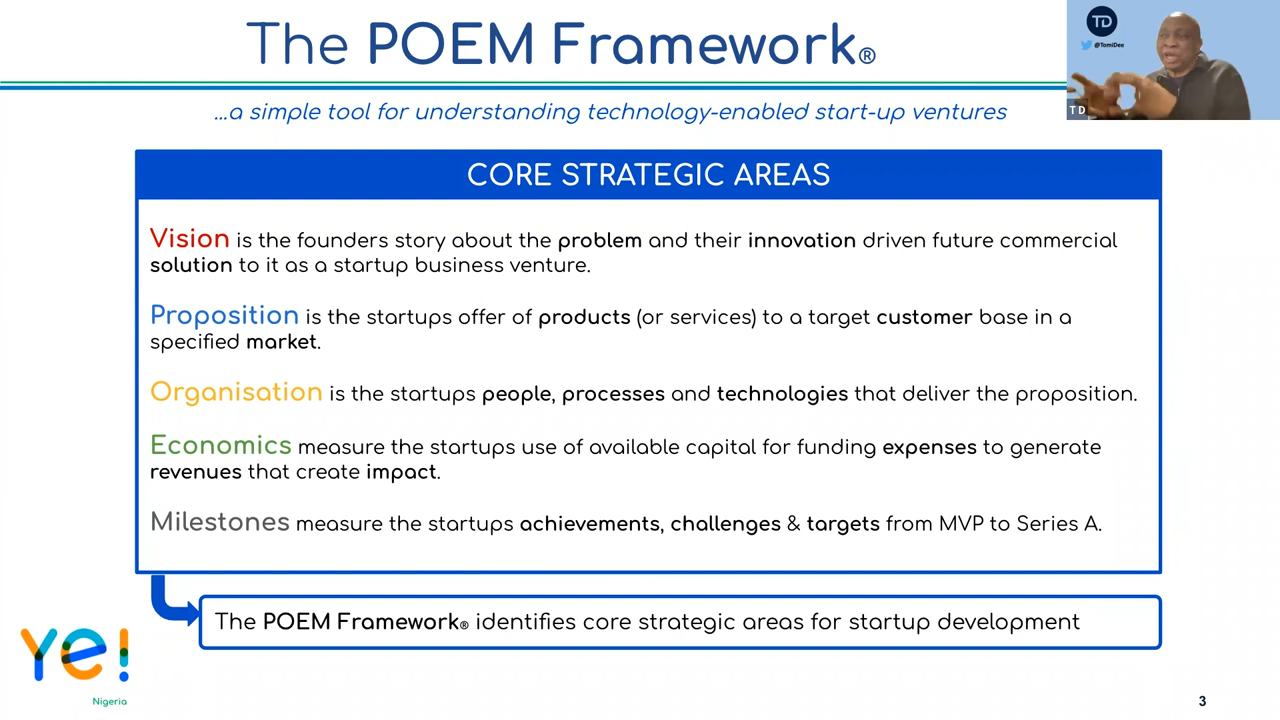 The POEM Framework®
TD
@TomiDee
T D
...a simple tool for understanding technology-enabled start-up ventures
CORE STRATEGIC AREAS
Vision is the founders story about the problem and their innovation driven future commercial
solution to it as a startup business venture.
Proposition is the startups offer of products (or services) to a target customer base in a
specified market.
Organisation is the startups people, processes and technologies that deliver the proposition.
Economics measure the startups use of available capital for funding expenses to generate
revenues that create impact.
Milestones measure the startups achievements, challenges & targets from MVP to Series A.
The POEM Framework® identifies core strategic areas for startup development
Ye!
Nigeria
3